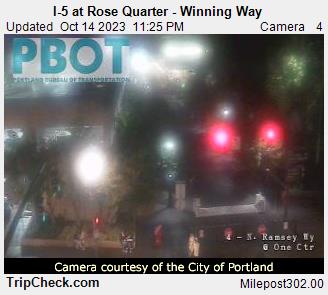 I-5 at Rose Quarter - Winning Way
Updated  Oct 14 2023  11:25 PM  Camera  4
PBOT
PORTLAND BUREAU OF TRANSPORTATION
4 - N. Ramsey Wy
@ One Ctr
Camera courtesy of the City of Portland
TripCheck.com  Milepost302.00